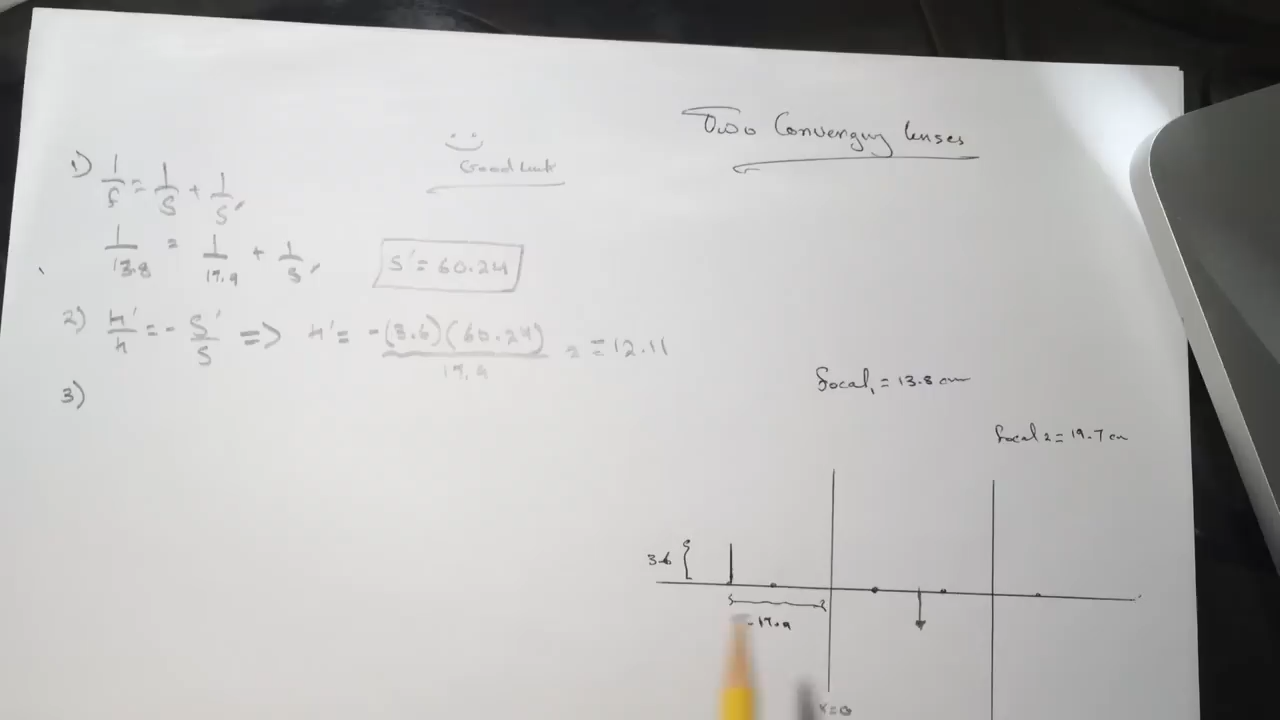 Two Converging lenses
Good luck
1) 1/f = 1/s + 1/s'
1/13.8 = 1/17.9 + 1/s'
s' = 60.24
2) H'/h = - s'/s => h' = -(3.6)(60.24)/17.9 = 12.11
3)
focal1 = 13.8 cm
focal2 = 19.7 cm
3.6
-17.9
x=0